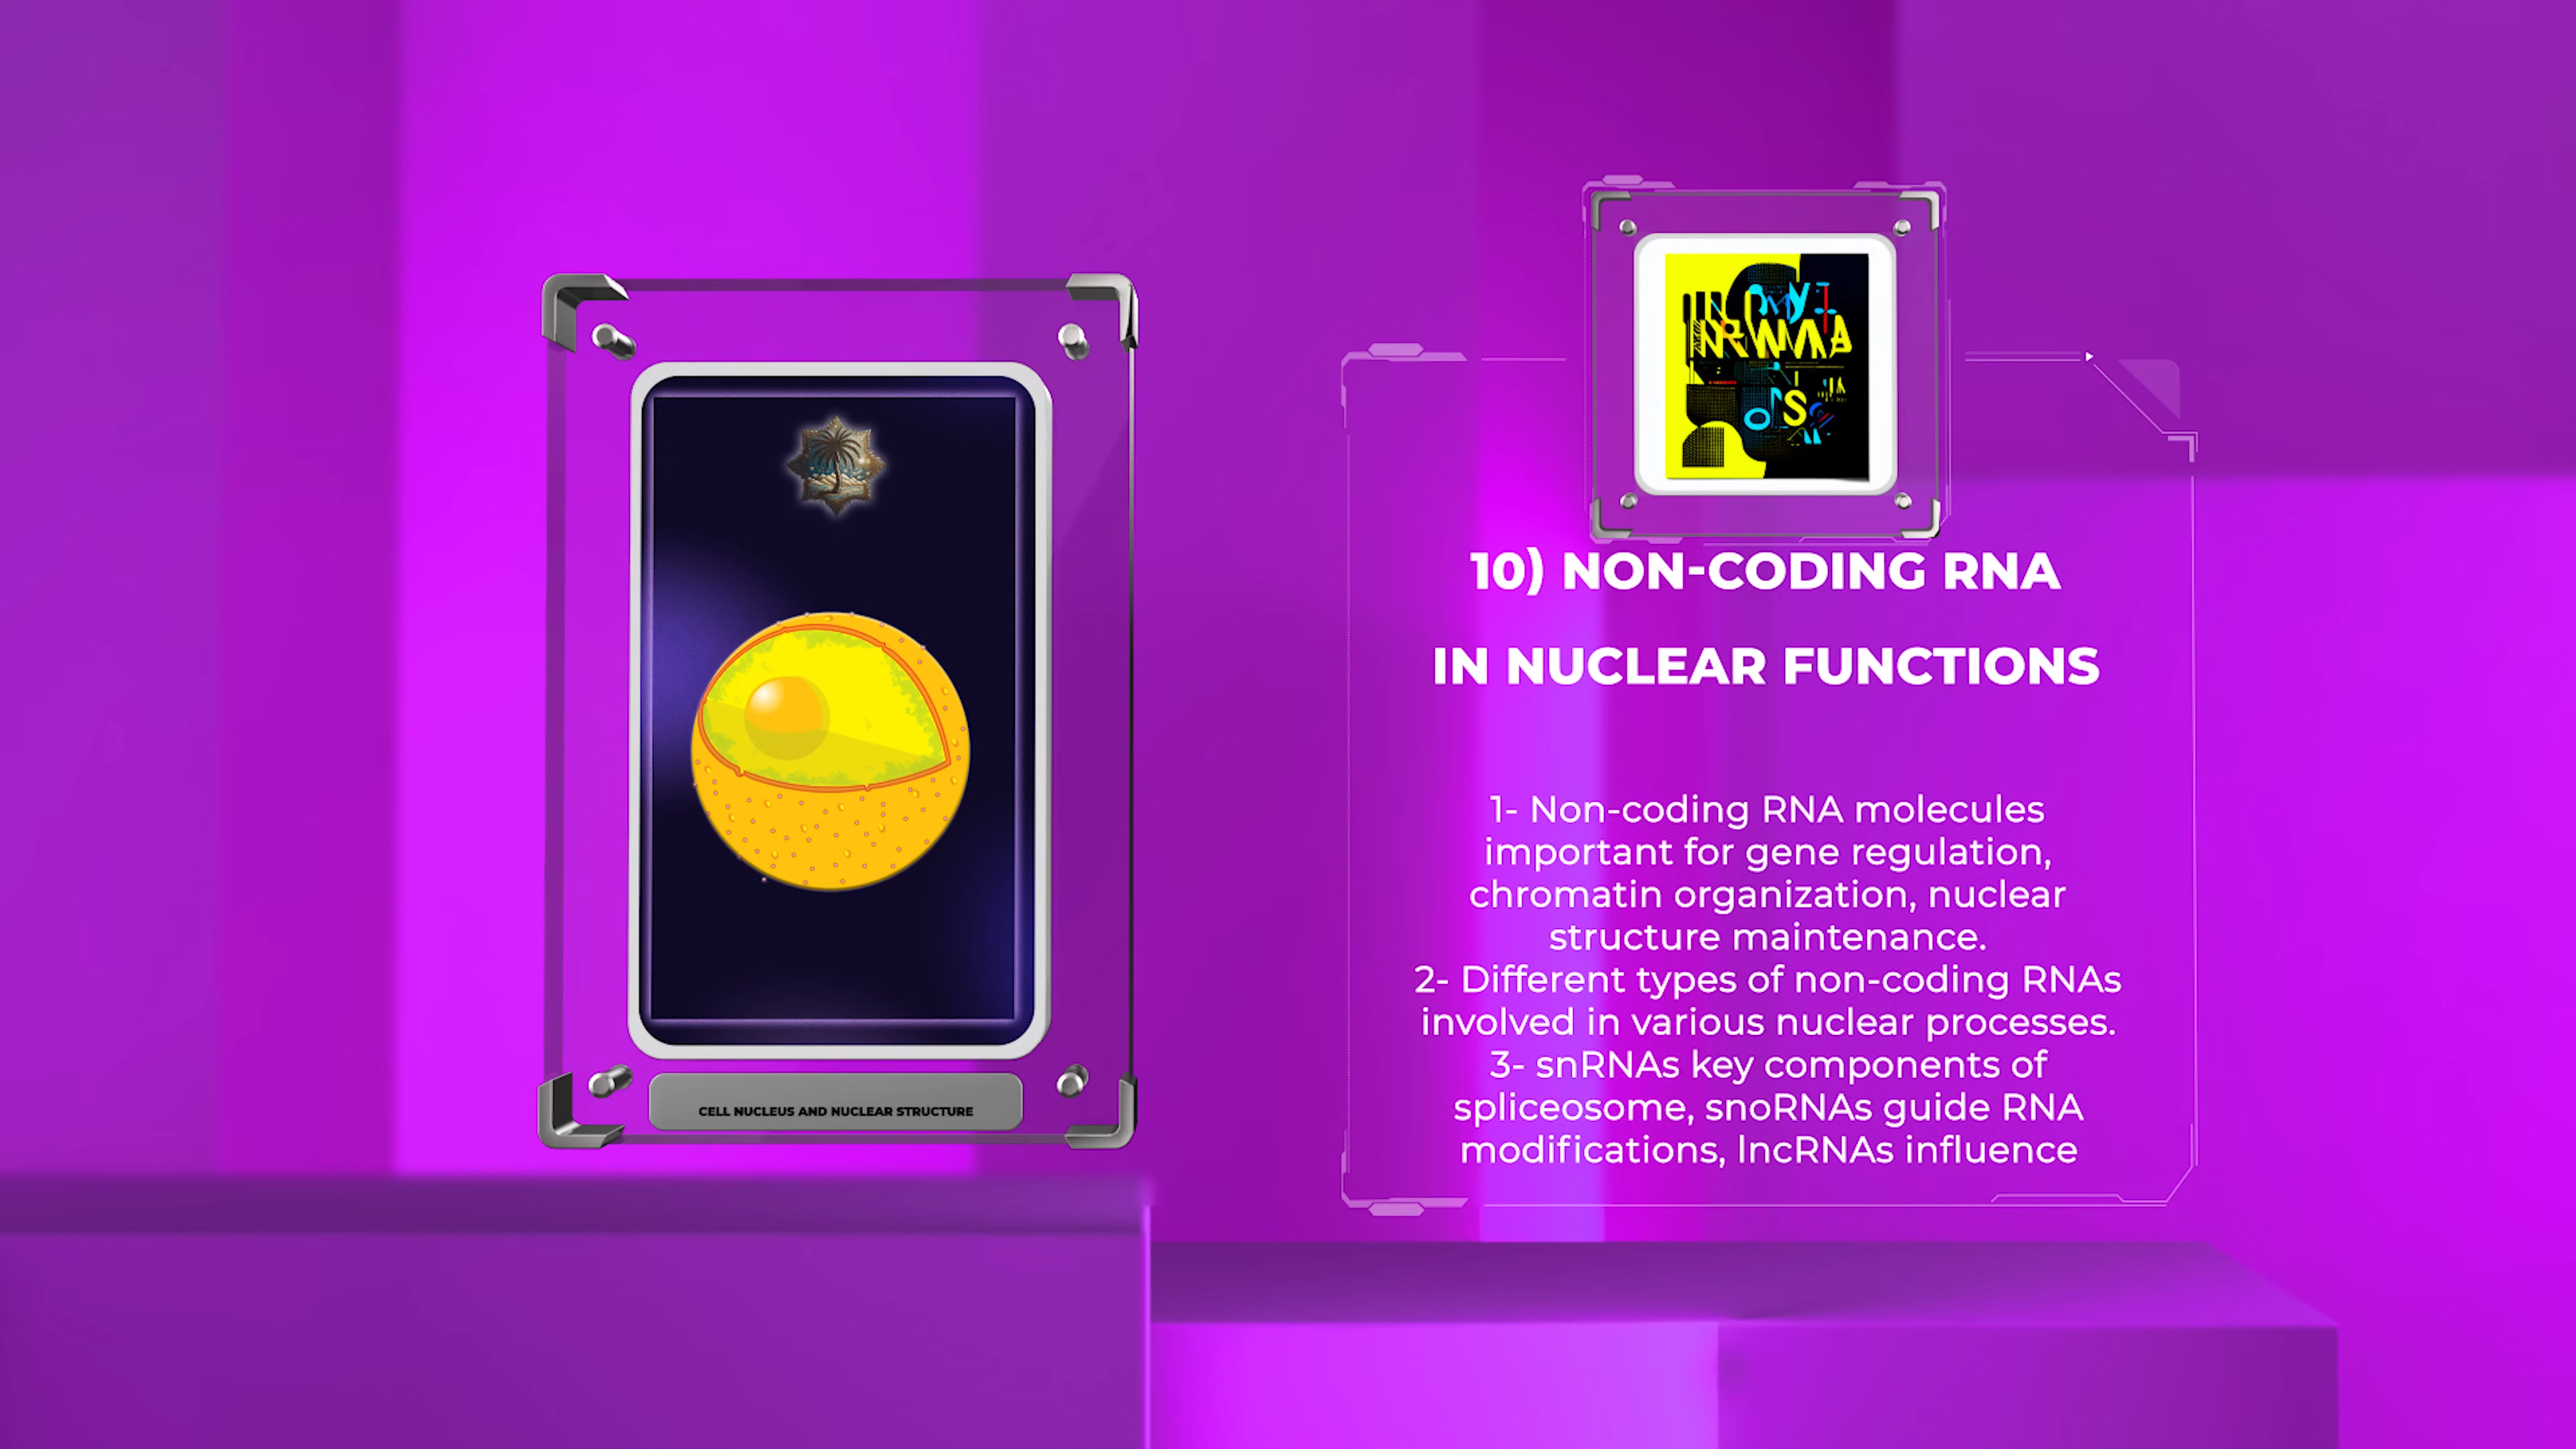 CELL NUCLEUS AND NUCLEAR STRUCTURE
10) NON-CODING RNA
IN NUCLEAR FUNCTIONS
1- Non-coding RNA molecules
important for gene regulation,
chromatin organization, nuclear
structure maintenance.
2- Different types of non-coding RNAs
involved in various nuclear processes.
3- snRNAs key components of
spliceosome, snoRNAs guide RNA
modifications, lncRNAs influence